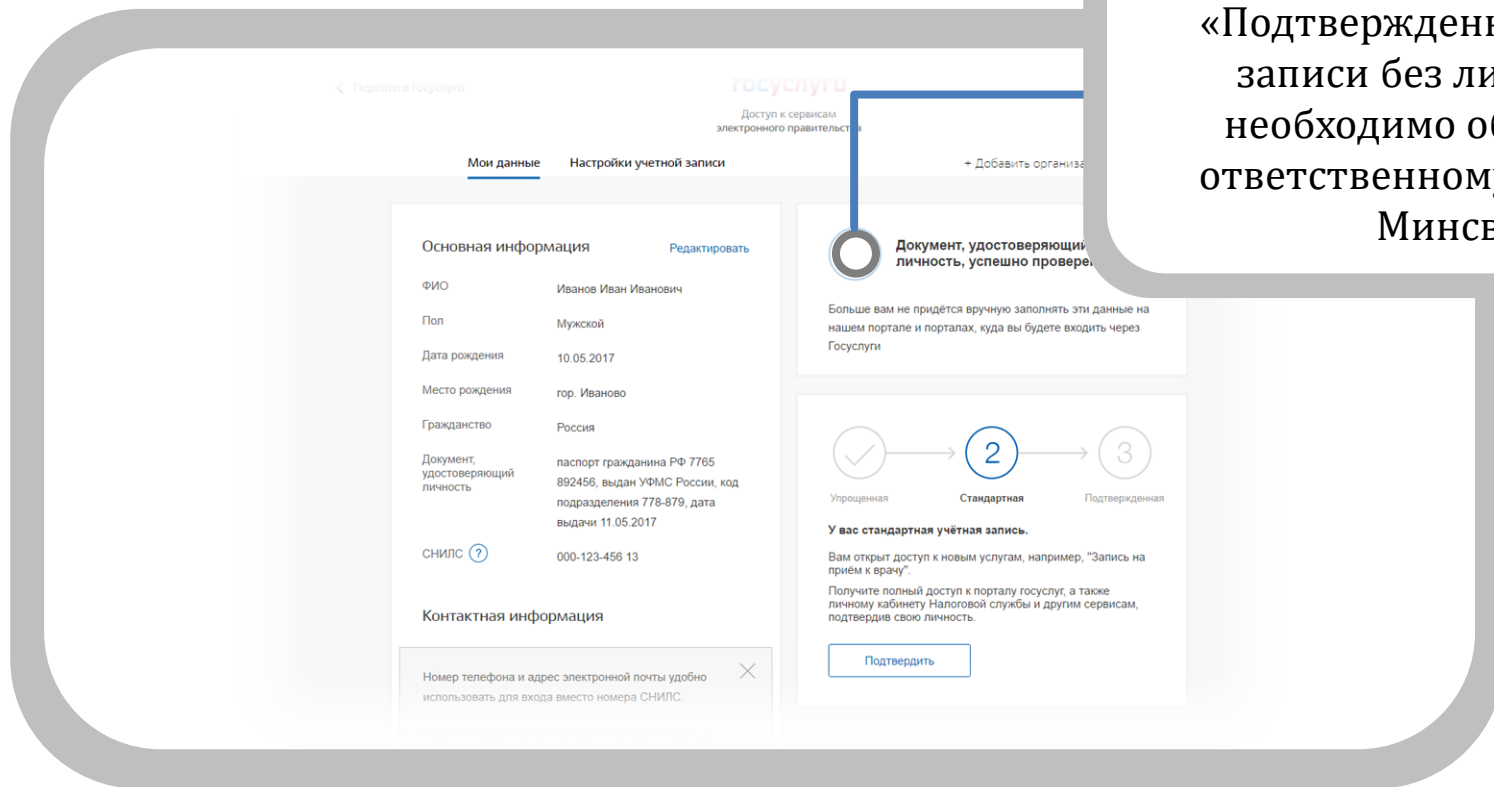 «Подтвержденн
записи без ли
необходимо об
ответственному
Минсв
Перейти в Госуслуги
госуслуги
Доступ к сервисам
электронного правительства
Мои данные
Настройки учетной записи
+ Добавить организа
Основная информация
Редактировать
ФИО
Иванов Иван Иванович
Пол
Мужской
Дата рождения
10.05.2017
Место рождения
гор. Иваново
Гражданство
Россия
Документ,
удостоверяющий
личность
паспорт гражданина РФ 7765
892456, выдан УФМС России, код
подразделения 778-879, дата
выдачи 11.05.2017
СНИЛС ?
000-123-456 13
Контактная информация
Номер телефона и адрес электронной почты удобно
использовать для входа вместо номера СНИЛС.
Документ, удостоверяющий
личность, успешно провере
Больше вам не придётся вручную заполнять эти данные на
нашем портале и порталах, куда вы будете входить через
Госуслуги
2
3
Упрощенная
Стандартная
Подтвержденная
У вас стандартная учётная запись.
Вам открыт доступ к новым услугам, например, "Запись на
приём к врачу".
Получите полный доступ к порталу госуслуг, а также
личному кабинету Налоговой службы и другим сервисам,
подтвердив свою личность.
Подтвердить